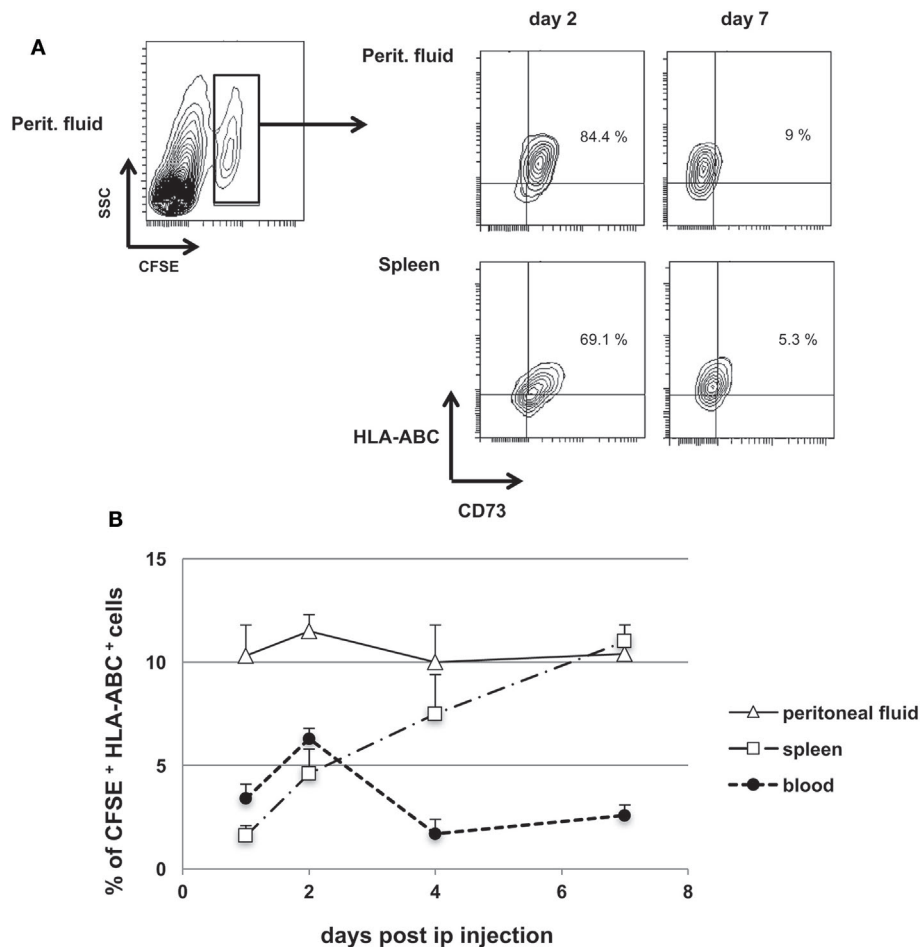 A
day 2
day 7
Perit. fluid
Perit. fluid
84.4 %
9 %
SSC
CFSE
Spleen
69.1 %
5.3 %
HLA-ABC
CD73
B
15
10
5
0
% of CFSE + HLA-ABC + cells
0
2
4
6
8
days post ip injection
peritoneal fluid
spleen
blood